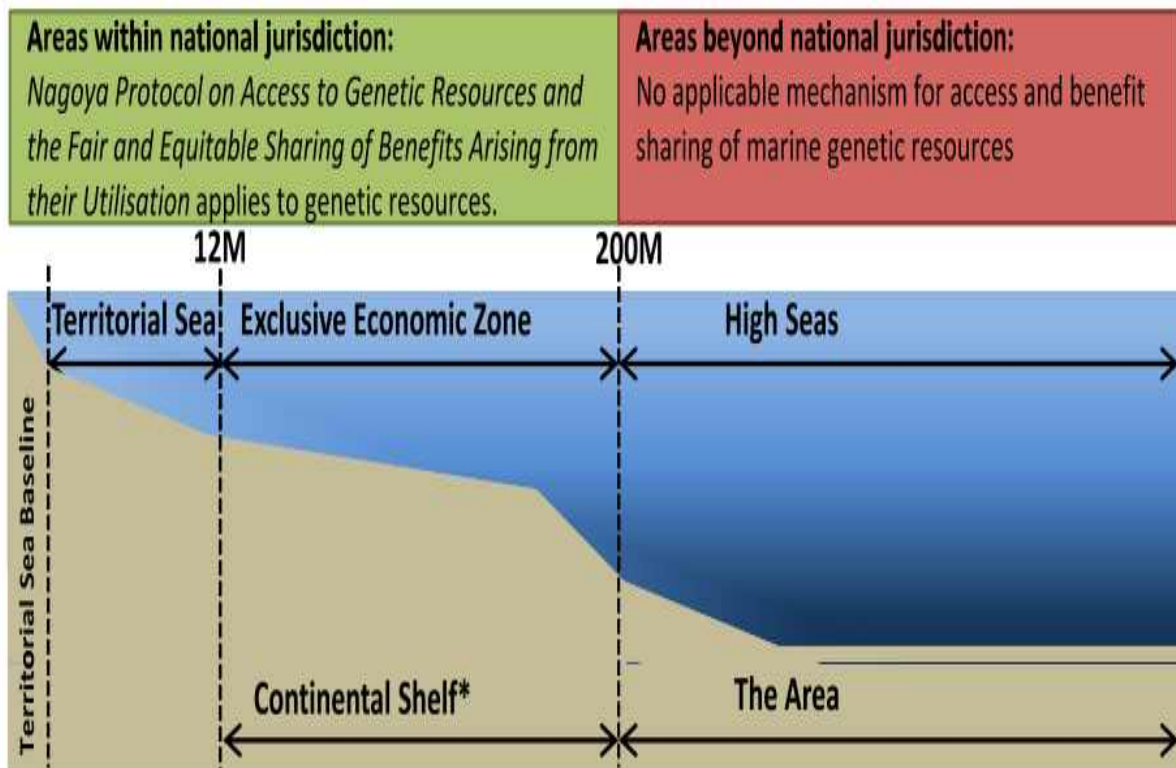 Areas within national jurisdiction:
Nagoya Protocol on Access to Genetic Resources and
the Fair and Equitable Sharing of Benefits Arising from
their Utilisation applies to genetic resources.
Areas beyond national jurisdiction:
No applicable mechanism for access and benefit
sharing of marine genetic resources
12M
200M
Territorial Sea
Exclusive Economic Zone
High Seas
Territorial Sea Baseline
Continental Shelf*
The Area